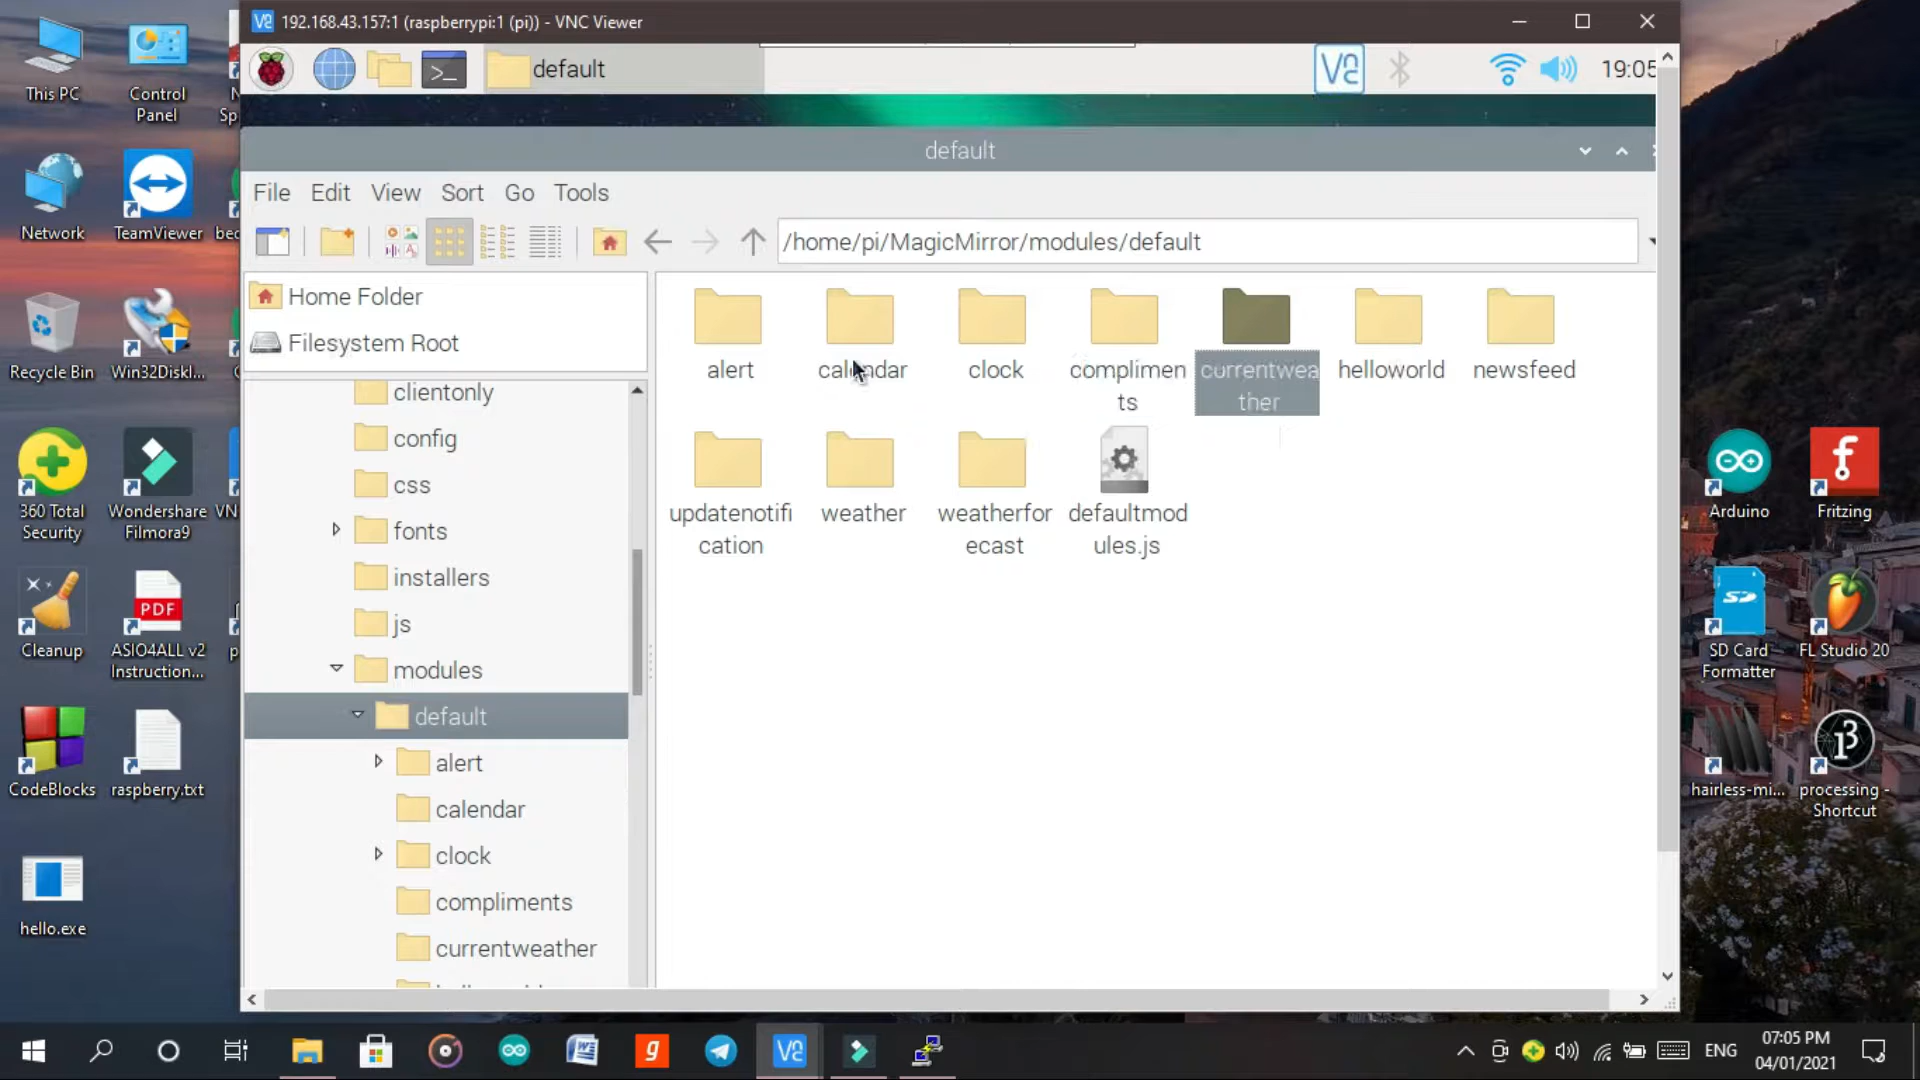 192.168.43.157:1 (raspberrypi:1 (pi)) - VNC Viewer
default
19:05
default
File Edit View Sort Go Tools
/home/pi/MagicMirror/modules/default
Home Folder
Filesystem Root
clientonly
config
css
fonts
installers
js
modules
default
alert
calendar
clock
compliments
currentweather
alert
calendar
clock
complimen
ts
currentwea
ther
helloworld
newsfeed
updatenotifi
cation
weather
weatherfor
ecast
defaultmod
ules.js
This PC
Control
Panel
Network
TeamViewer
Recycle Bin
Win32DiskI...
360 Total
Security
Wondershare
Filmora9
Cleanup
PDF
ASIO4ALL v2
Instruction...
CodeBlocks
raspberry.txt
hello.exe
Arduino
Fritzing
SD Card
Formatter
FL Studio 20
hairless-mi...
processing -
Shortcut
ENG
07:05 PM
04/01/2021